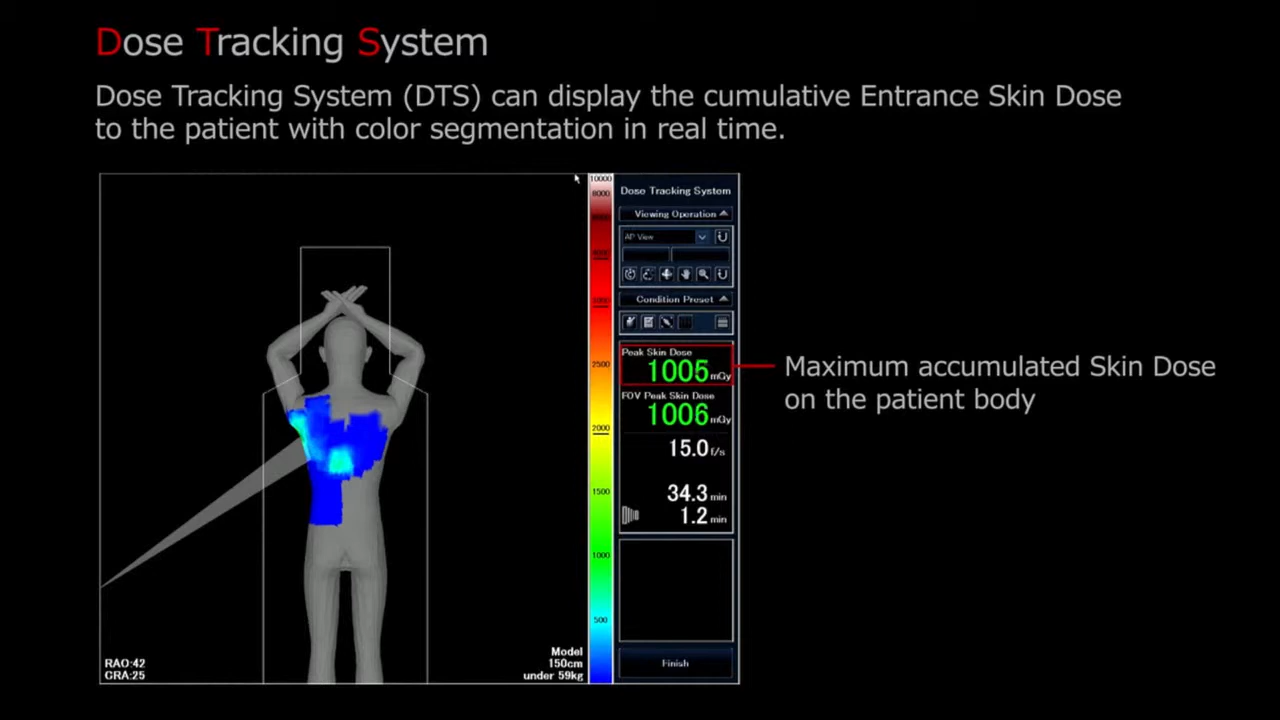 Dose Tracking System
Dose Tracking System (DTS) can display the cumulative Entrance Skin Dose
to the patient with color segmentation in real time.
10000
8000
2500
2000
1500
1000
500
Dose Tracking System
Viewing Operation
AP View
Condition Preset
Peak Skin Dose
1005 mGy
FOV Peak Skin Dose
1006 mGy
15.0 f/s
34.3 min
1.2 min
Finish
Maximum accumulated Skin Dose
on the patient body
RAO:42
CRA:25
Model
150cm
under 59kg